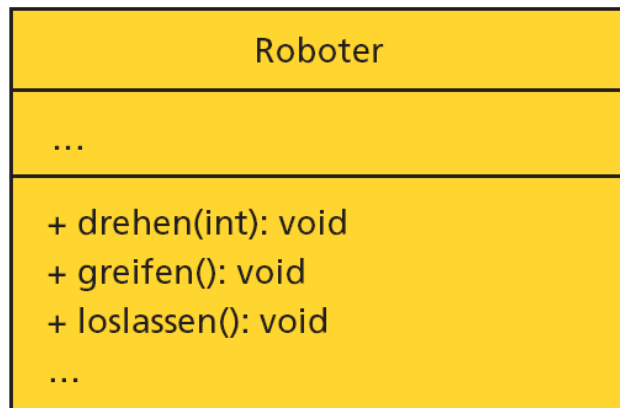 Roboter
...
+ drehen(int): void
+ greifen(): void
+ loslassen(): void
...